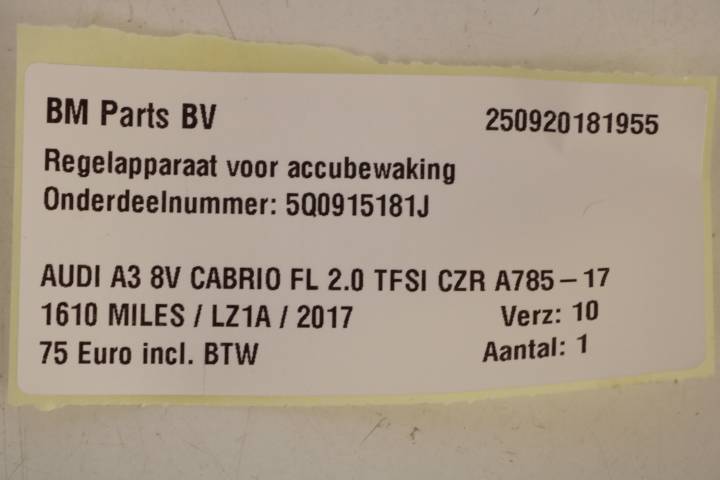 BM Parts BV 250920181955
Regelapparaat voor accubewaking
Onderdeelnummer: 5Q0915181J
AUDI A3 8V CABRIO FL 2.0 TFSI CZR A785-17
1610 MILES / LZ1A / 2017 Verz: 10
75 Euro incl. BTW Aantal: 1